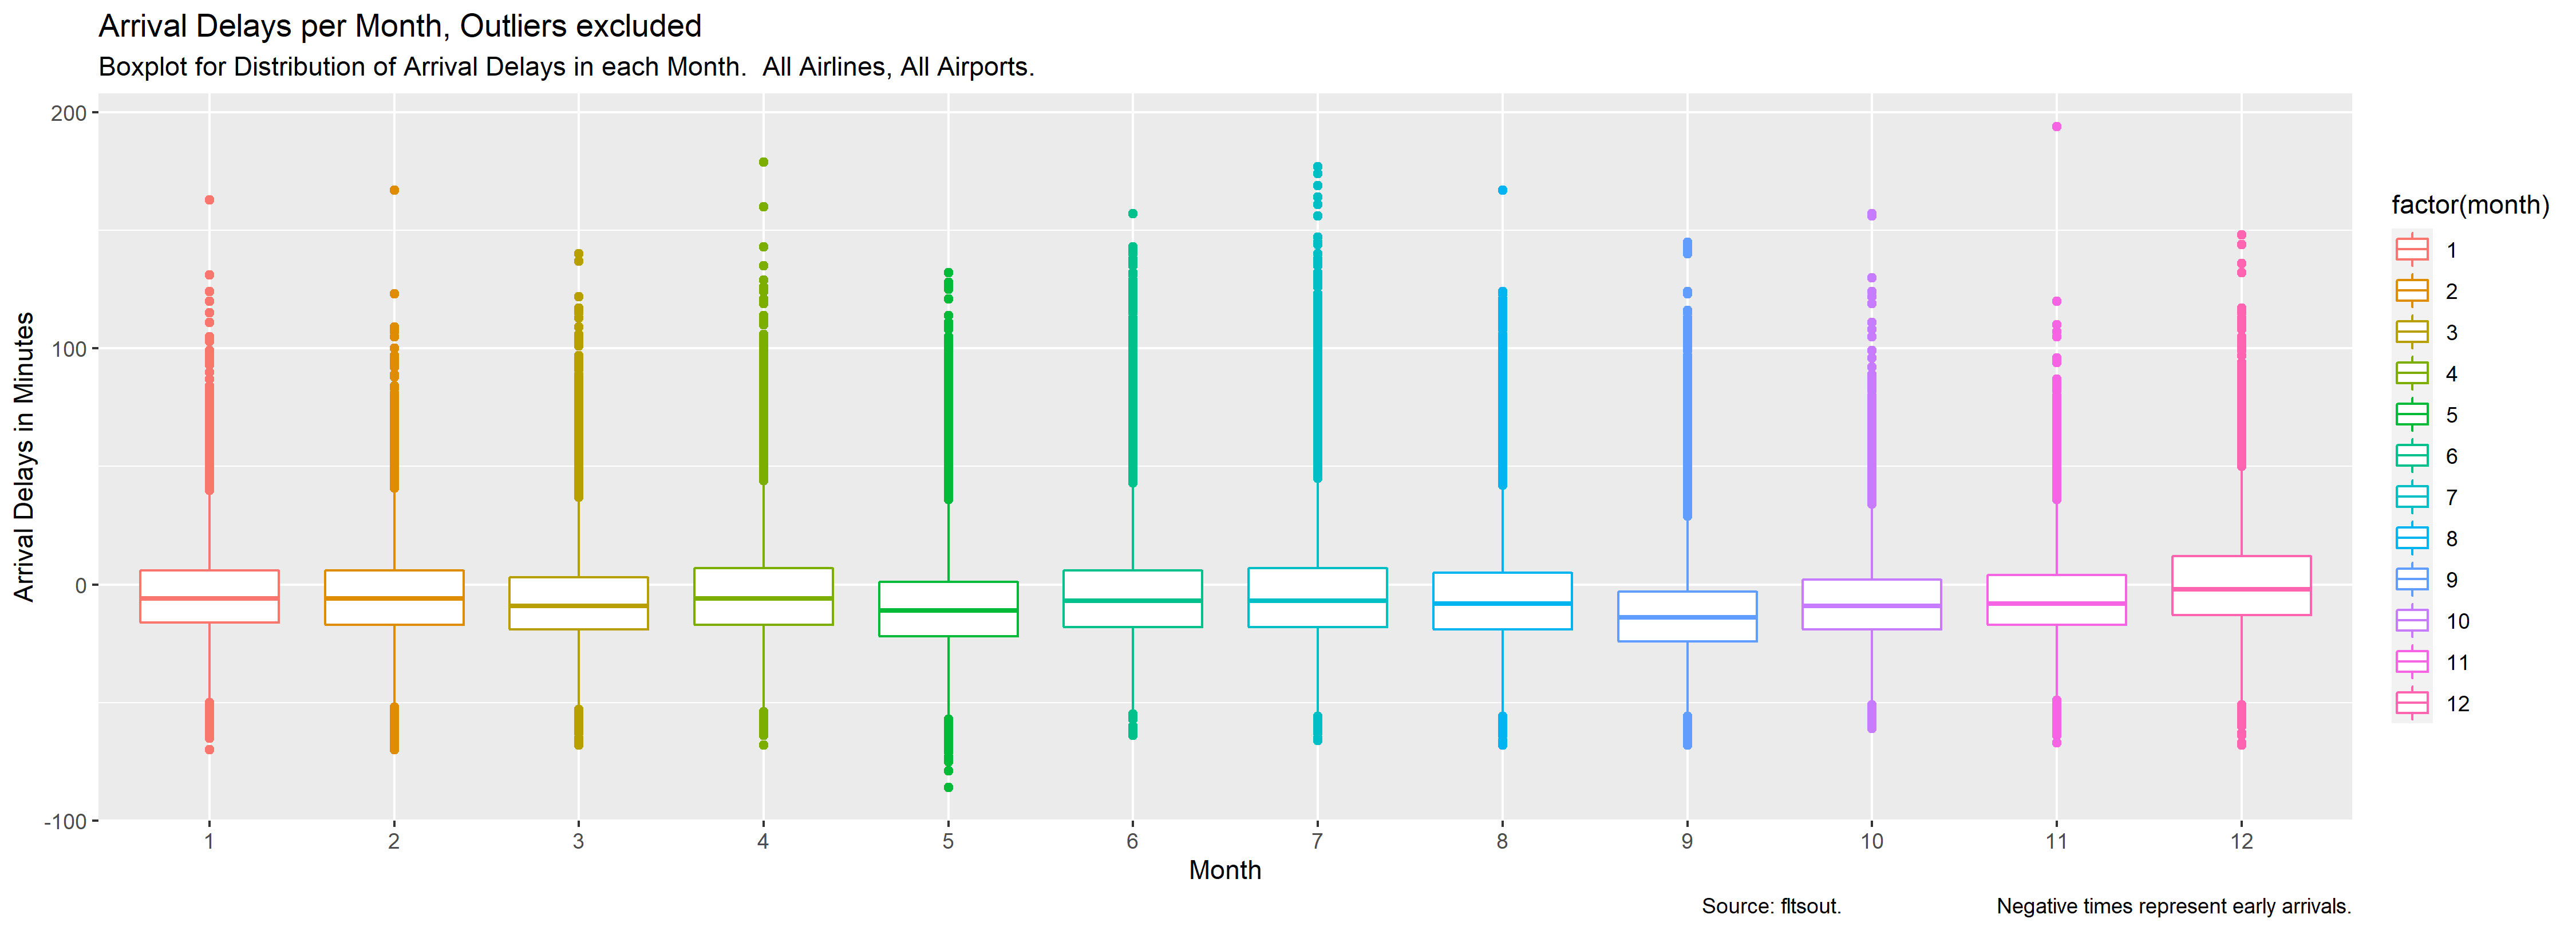 Arrival Delays per Month, Outliers excluded
Boxplot for Distribution of Arrival Delays in each Month.  All Airlines, All Airports.
200
100
0
-100
Arrival Delays in Minutes
1 2 3 4 5 6 7 8 9 10 11 12
Month
factor(month)
1
2
3
4
5
6
7
8
9
10
11
12
Source: fltsout. Negative times represent early arrivals.